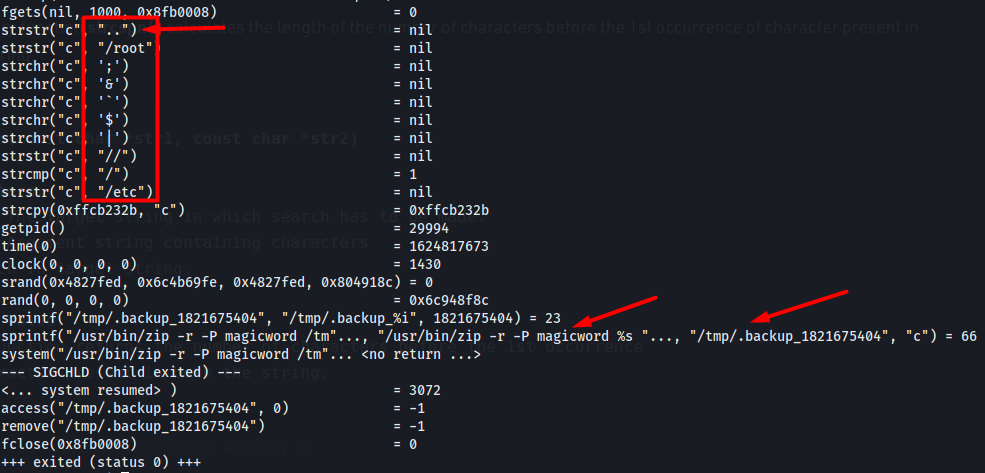 fgets(nil, 1000, 0x8fb0008) = 0
strstr("c", "..") = nil
strstr("c", "/root") = nil
strchr("c", ';') = nil
strchr("c", '&') = nil
strchr("c", '`') = nil
strchr("c", '$') = nil
strchr("c", '|') = nil
strstr("c", "//") = nil
strcmp("c", "/") = 1
strstr("c", "/etc") = nil
strcpy(0xffcb232b, "c") = 0xffcb232b
getpid() = 29994
time(0) = 1624817673
clock(0, 0, 0, 0) = 1430
srand(0x4827fed, 0x6c4b69fe, 0x4827fed, 0x804918c) = 0
rand(0, 0, 0, 0) = 0x6c948f8c
sprintf("/tmp/.backup_1821675404", "/tmp/.backup_%i", 1821675404) = 23
sprintf("/usr/bin/zip -r -P magicword /tm"..., "/usr/bin/zip -r -P magicword %s "..., "/tmp/.backup_1821675404", "c") = 66
system("/usr/bin/zip -r -P magicword /tm"... <no return ...>
--- SIGCHLD (Child exited) ---
<... system resumed> ) = 3072
access("/tmp/.backup_1821675404", 0) = -1
remove("/tmp/.backup_1821675404") = -1
fclose(0x8fb0008) = 0
+++ exited (status 0) +++